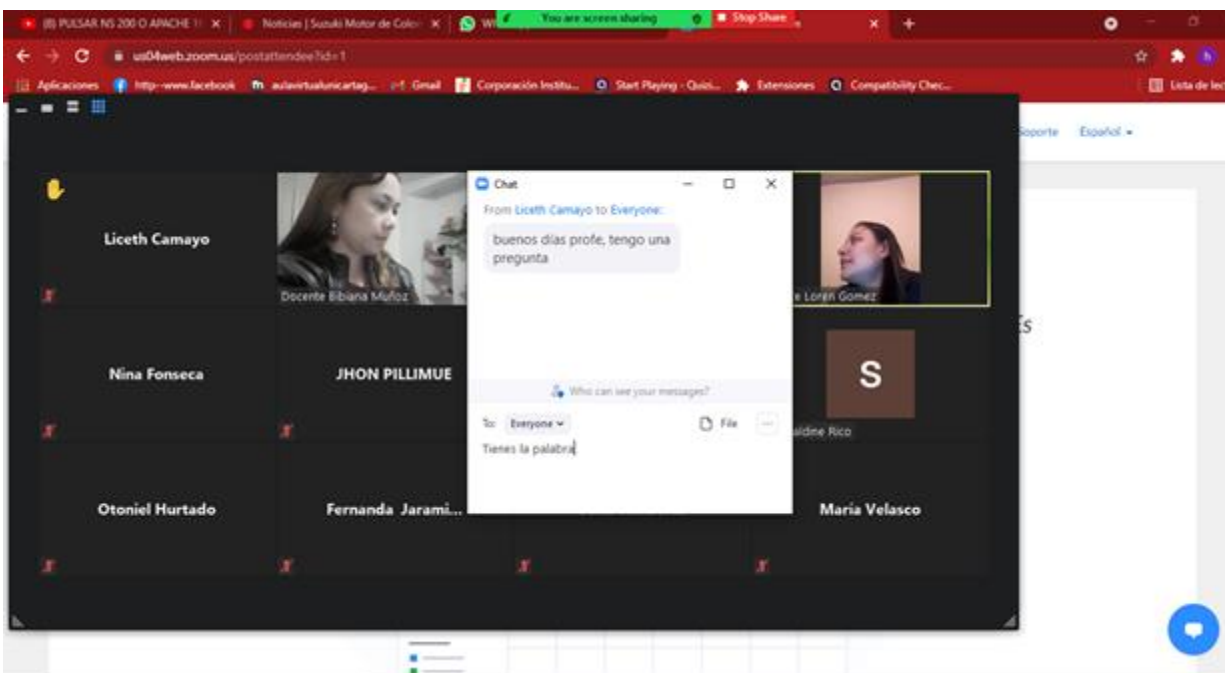 (8) PULSAR NS 200 O APACHE
Noticias | Suzuki Motor de Colo
You are screen sharing
Stop Share
us04web.zoom.us/postattendee?id=1
Aplicaciones
http--www.facebook
aulavirtualunicartag...
Gmail
Corporación Institu...
Start Playing - Quizi...
Extensiones
Compatibility Chec...
Lista de lec
Soporte
Español
Chat
From Liceth Camayo to Everyone:
buenos días profe, tengo una
pregunta
Liceth Camayo
Docente Bibiana Muñoz
e Loren Gomez
Nina Fonseca
JHON PILLIMUE
S
aldine Rico
Who can see your messages?
To: Everyone
File
Tienes la palabra
Otoniel Hurtado
Fernanda Jarami...
Maria Velasco